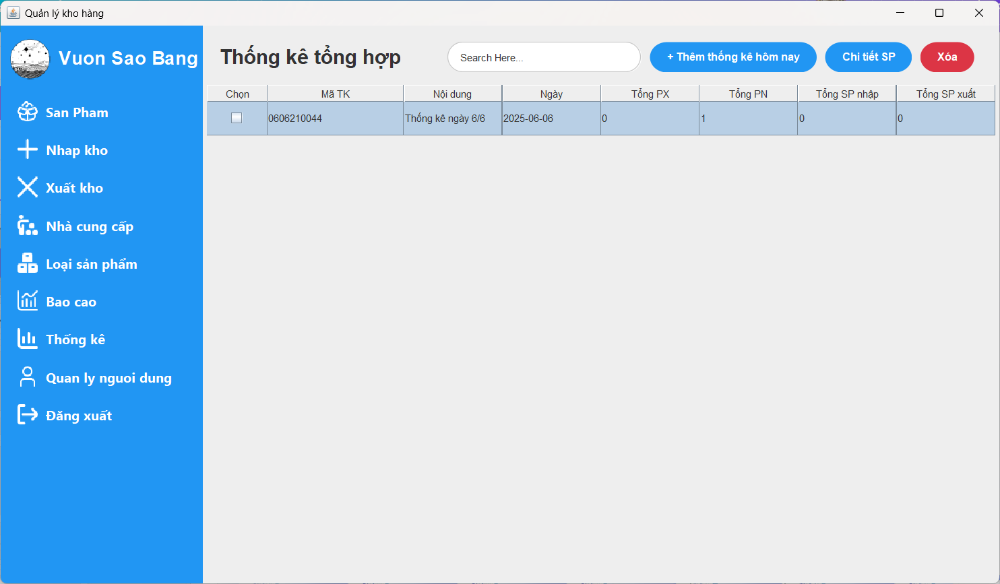 Quản lý kho hàng
Vuon Sao Bang
San Pham
Nhap kho
Xuất kho
Nhà cung cấp
Loại sản phẩm
Bao cao
Thống kê
Quan ly nguoi dung
Đăng xuất
Thống kê tổng hợp
Search Here...
+ Thêm thống kê hôm nay
Chi tiết SP
Xóa
Chọn Mã TK Nội dung Ngày Tổng PX Tổng PN Tổng SP nhập Tổng SP xuất
0606210044 Thống kê ngày 6/6 2025-06-06 0 1 0 0